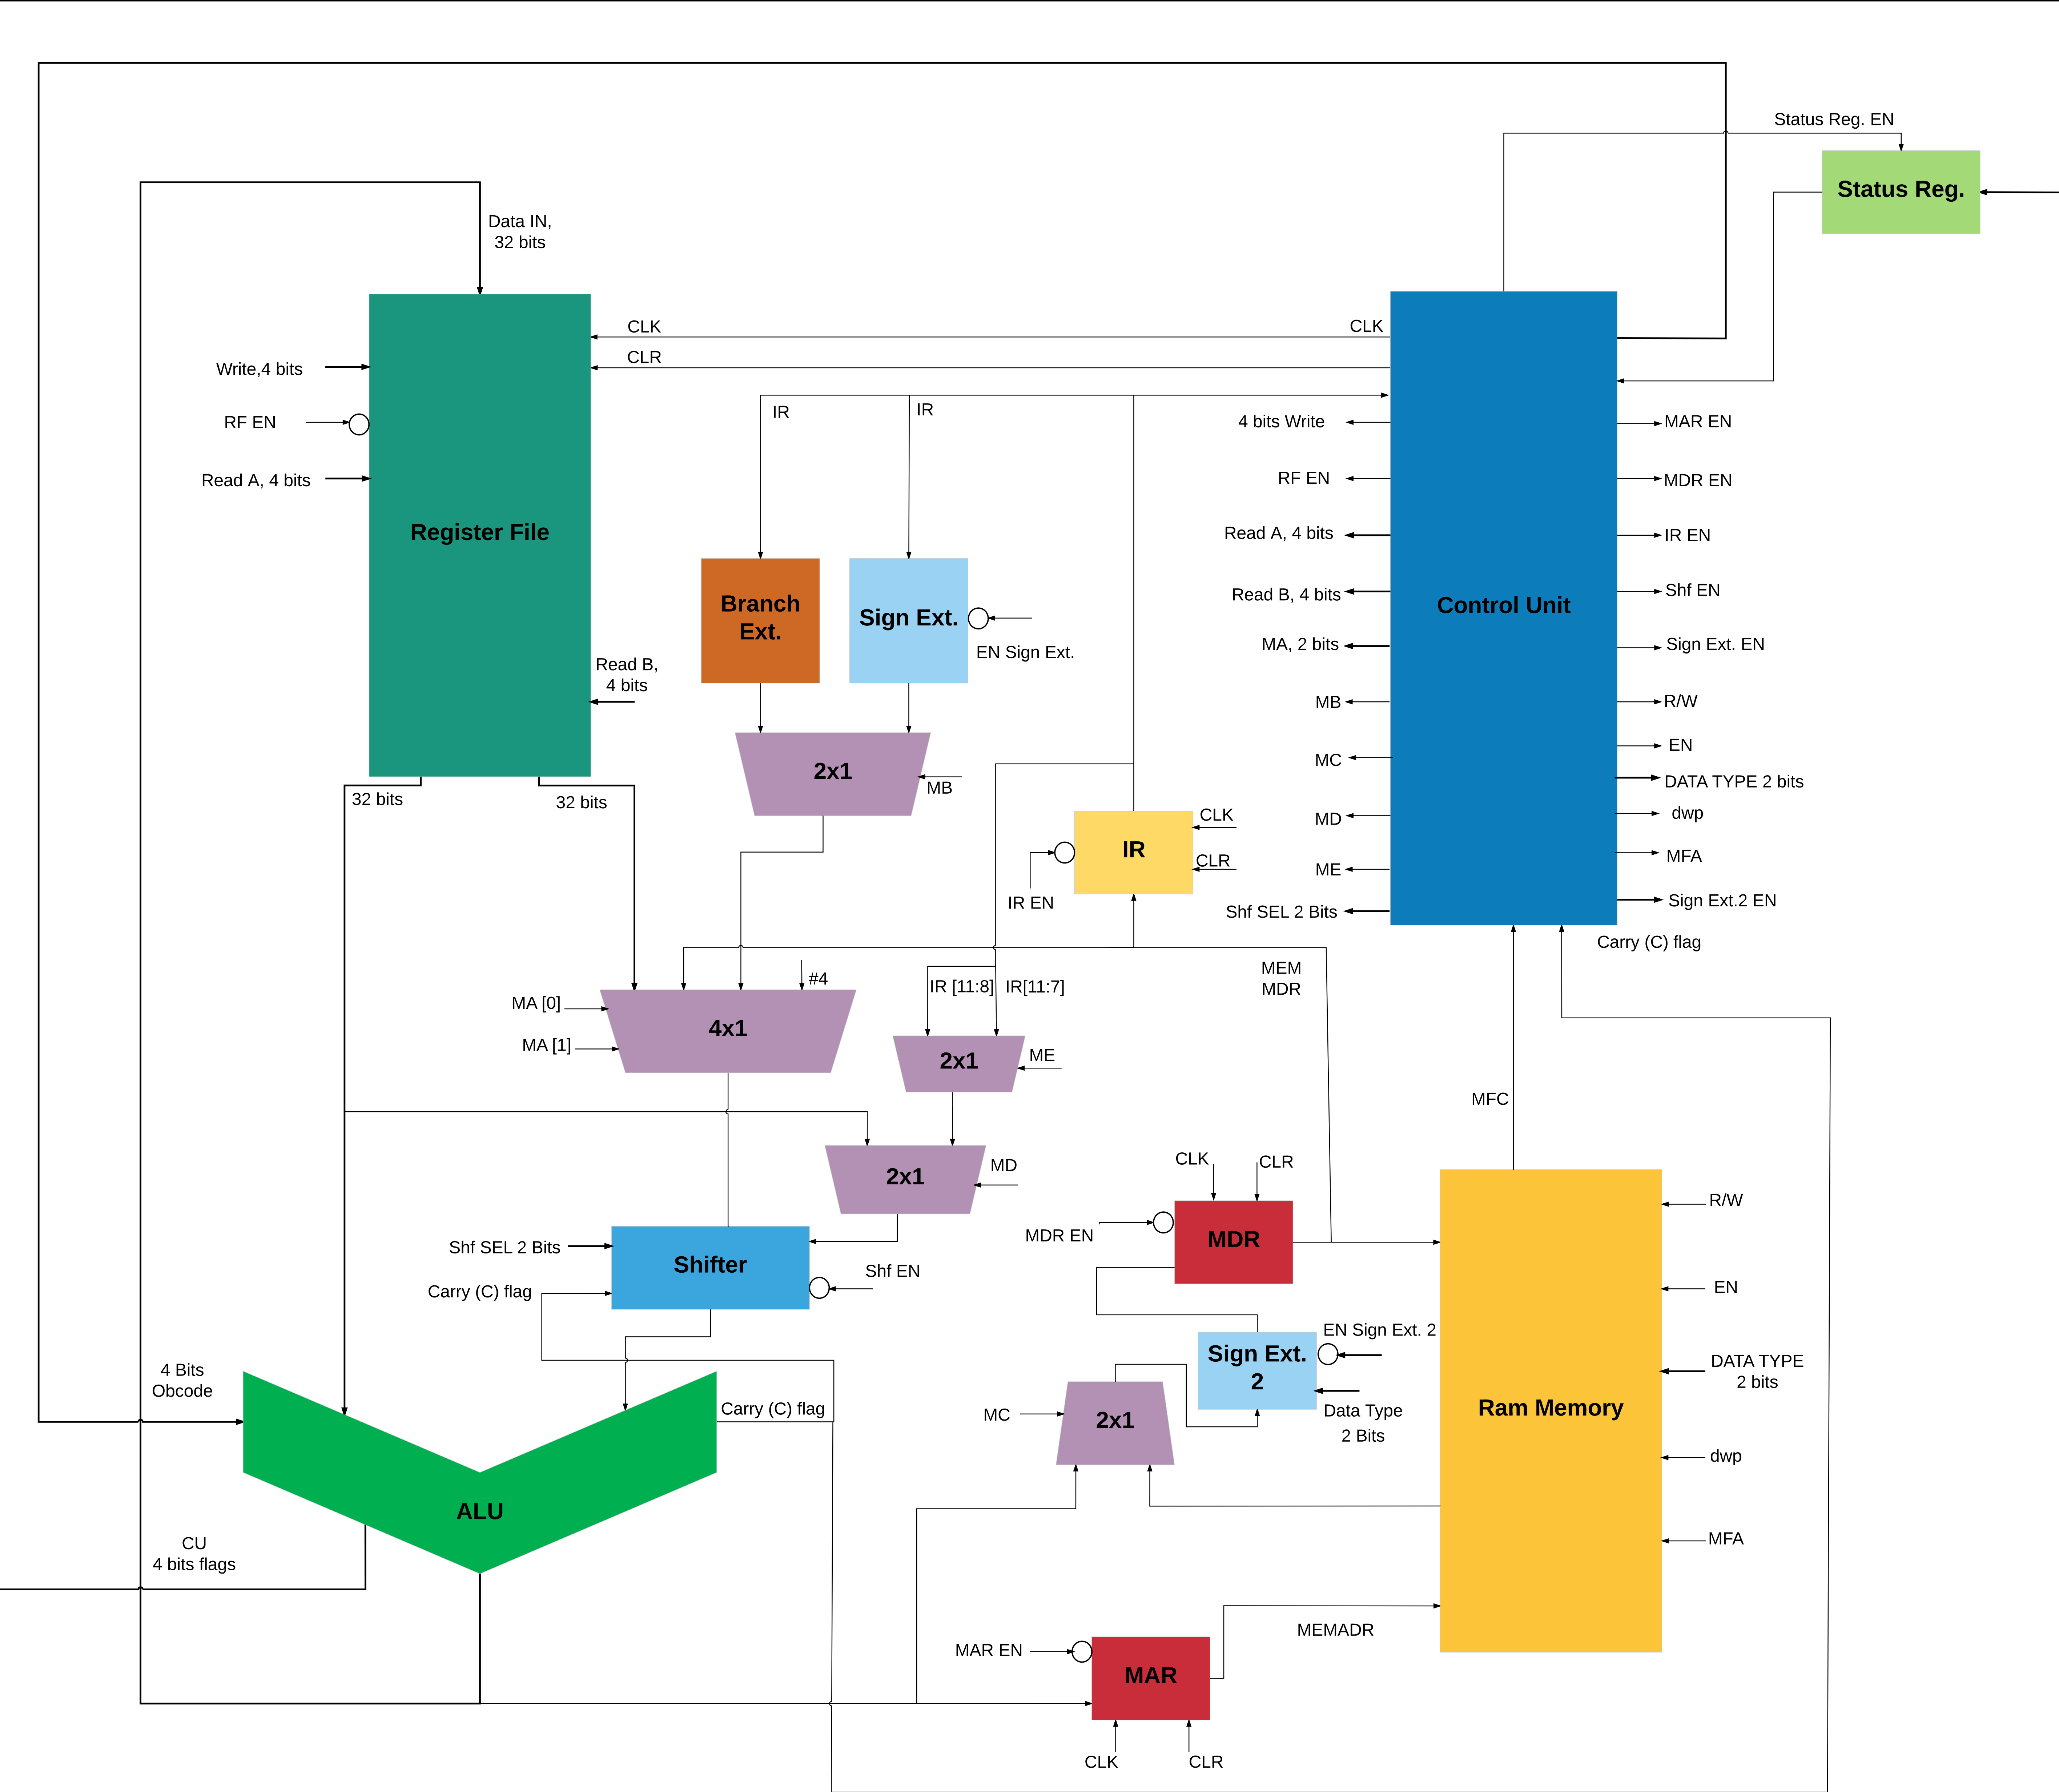 Status Reg. EN
Status Reg.
Data IN,
32 bits
CLK
CLK
CLR
Write,4 bits
RF EN
Read A, 4 bits
Register File
Read B,
4 bits
32 bits
32 bits
IR
IR
Branch
Ext.
Sign Ext.
EN Sign Ext.
2x1
MB
IR
CLK
CLR
IR EN
4 bits Write
RF EN
Read A, 4 bits
Read B, 4 bits
MA, 2 bits
MB
MC
MD
ME
Shf SEL 2 Bits
Control Unit
MAR EN
MDR EN
IR EN
Shf EN
Sign Ext. EN
R/W
EN
DATA TYPE 2 bits
dwp
MFA
Sign Ext.2 EN
Carry (C) flag
#4
MA [0]
MA [1]
4x1
IR [11:8]
IR[11:7]
MEM
MDR
2x1
ME
2x1
MD
MFC
Shf SEL 2 Bits
Carry (C) flag
Shifter
Shf EN
CLK
CLR
MDR EN
MDR
EN Sign Ext. 2
Sign Ext.
2
Data Type
2 Bits
MC
2x1
R/W
EN
DATA TYPE
2 bits
Ram Memory
dwp
MFA
4 Bits
Obcode
Carry (C) flag
ALU
CU
4 bits flags
MEMADR
MAR EN
MAR
CLK
CLR